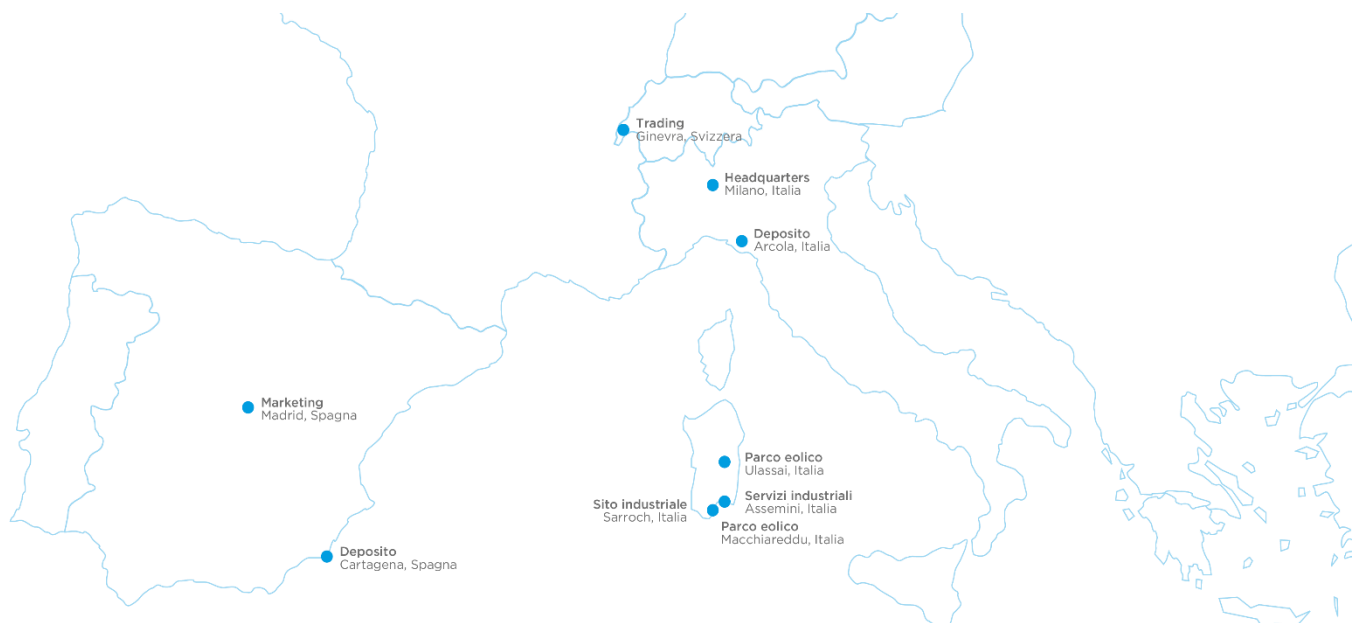 Trading
Ginevra, Svizzera
Headquarters
Milano, Italia
Deposito
Arcola, Italia
Marketing
Madrid, Spagna
Parco eolico
Ulassai, Italia
Servizi industriali
Assemini, Italia
Sito industriale
Sarroch, Italia
Parco eolico
Macchiareddu, Italia
Deposito
Cartagena, Spagna